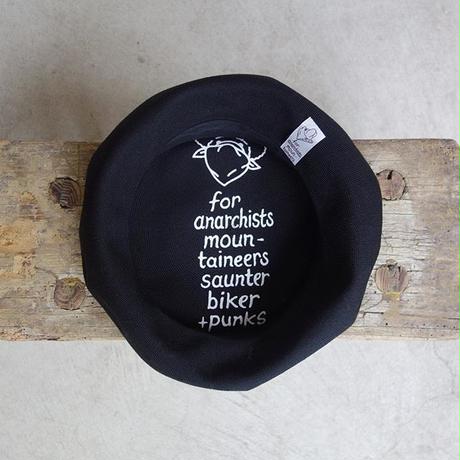 for
anarchists
moun-
taineers
saunter
biker
+punks